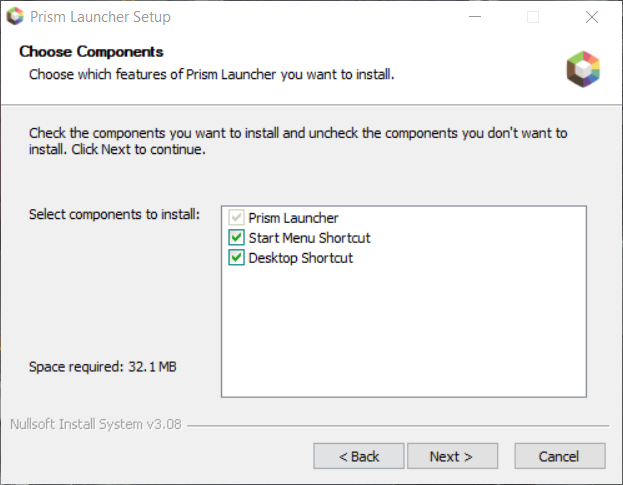 Prism Launcher Setup
Choose Components
Choose which features of Prism Launcher you want to install.
Check the components you want to install and uncheck the components you don't want to
install. Click Next to continue.
Select components to install:
Prism Launcher
Start Menu Shortcut
Desktop Shortcut
Space required: 32.1 MB
Nullsoft Install System v3.08
< Back
Next >
Cancel